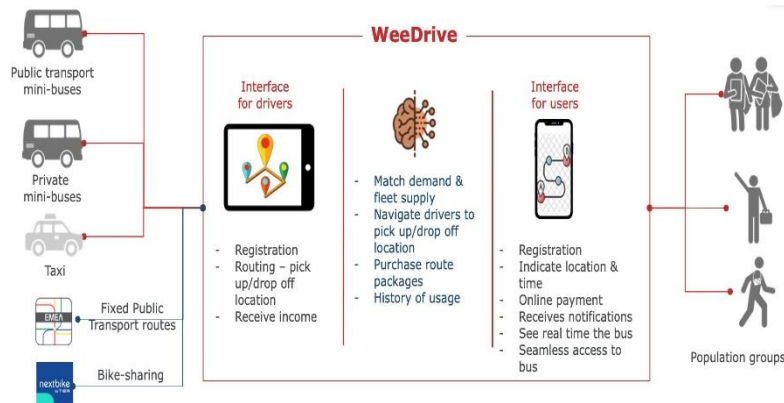 WeeDrive
Public transport
mini-buses
Private
mini-buses
Taxi
EMEA
Fixed Public
Transport routes
nextbike
Bike-sharing
Interface
for drivers
- Registration
- Routing – pick
up/drop off
location
- Receive income
- Match demand &
fleet supply
- Navigate drivers to
pick up/drop off
location
- Purchase route
packages
- History of usage
Interface
for users
A
B
- Registration
- Indicate location &
time
- Online payment
- Receives notifications
- See real time the bus
- Seamless access to
bus
Population groups